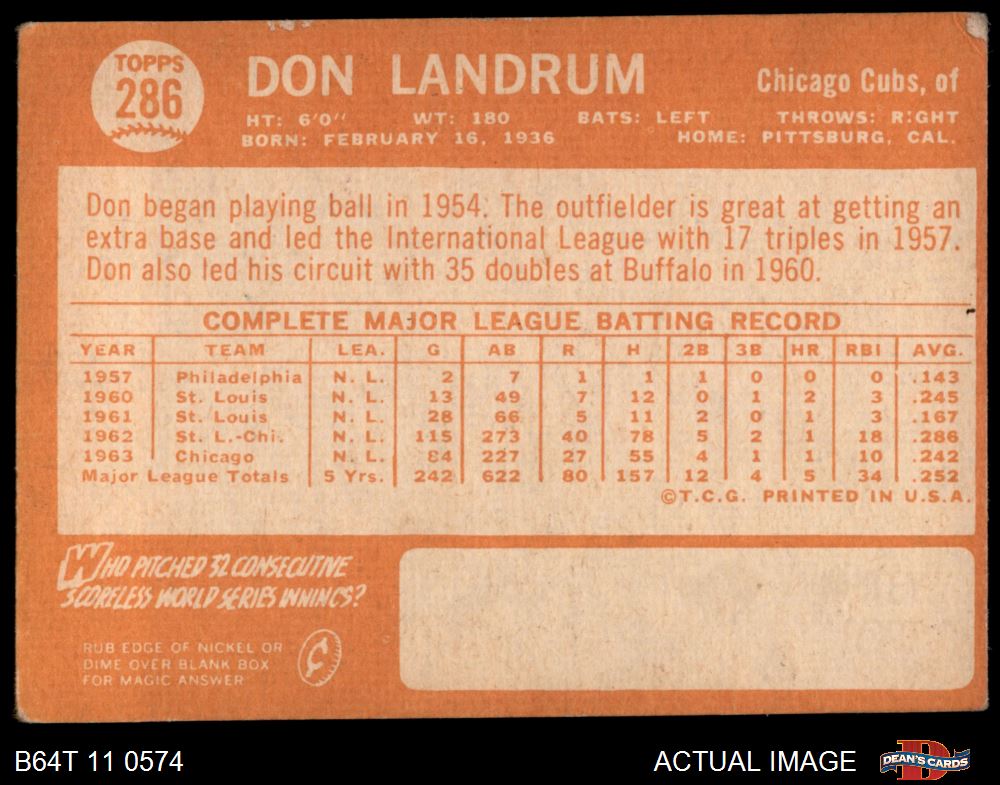 TOPPS
286
DON LANDRUM
Chicago Cubs, of
HT: 6'0" WT: 180 BATS: LEFT THROWS: RIGHT
BORN: FEBRUARY 16, 1936 HOME: PITTSBURG, CAL.
Don began playing ball in 1954. The outfielder is great at getting an
extra base and led the International League with 17 triples in 1957.
Don also led his circuit with 35 doubles at Buffalo in 1960.
COMPLETE MAJOR LEAGUE BATTING RECORD
YEAR TEAM LEA. G AB R H 2B 3B HR RBI AVG.
1957 Philadelphia N. L. 2 7 1 1 1 0 0 0 .143
1960 St. Louis N. L. 13 49 7 12 0 1 2 3 .245
1961 St. Louis N. L. 28 66 5 11 2 0 1 3 .167
1962 St. L.-Chi. N. L. 115 273 40 78 5 2 1 18 .286
1963 Chicago N. L. 84 227 27 55 4 1 1 10 .242
Major League Totals 5 Yrs. 242 622 80 157 12 4 5 34 .252
©T.C.G. PRINTED IN U.S.A.
WHO PITCHED 32 CONSECUTIVE
SCORELESS WORLD SERIES INNINGS?
RUB EDGE OF NICKEL OR
DIME OVER BLANK BOX
FOR MAGIC ANSWER
¢
B64T 11 0574
ACTUAL IMAGE
D
DEAN'S CARDS